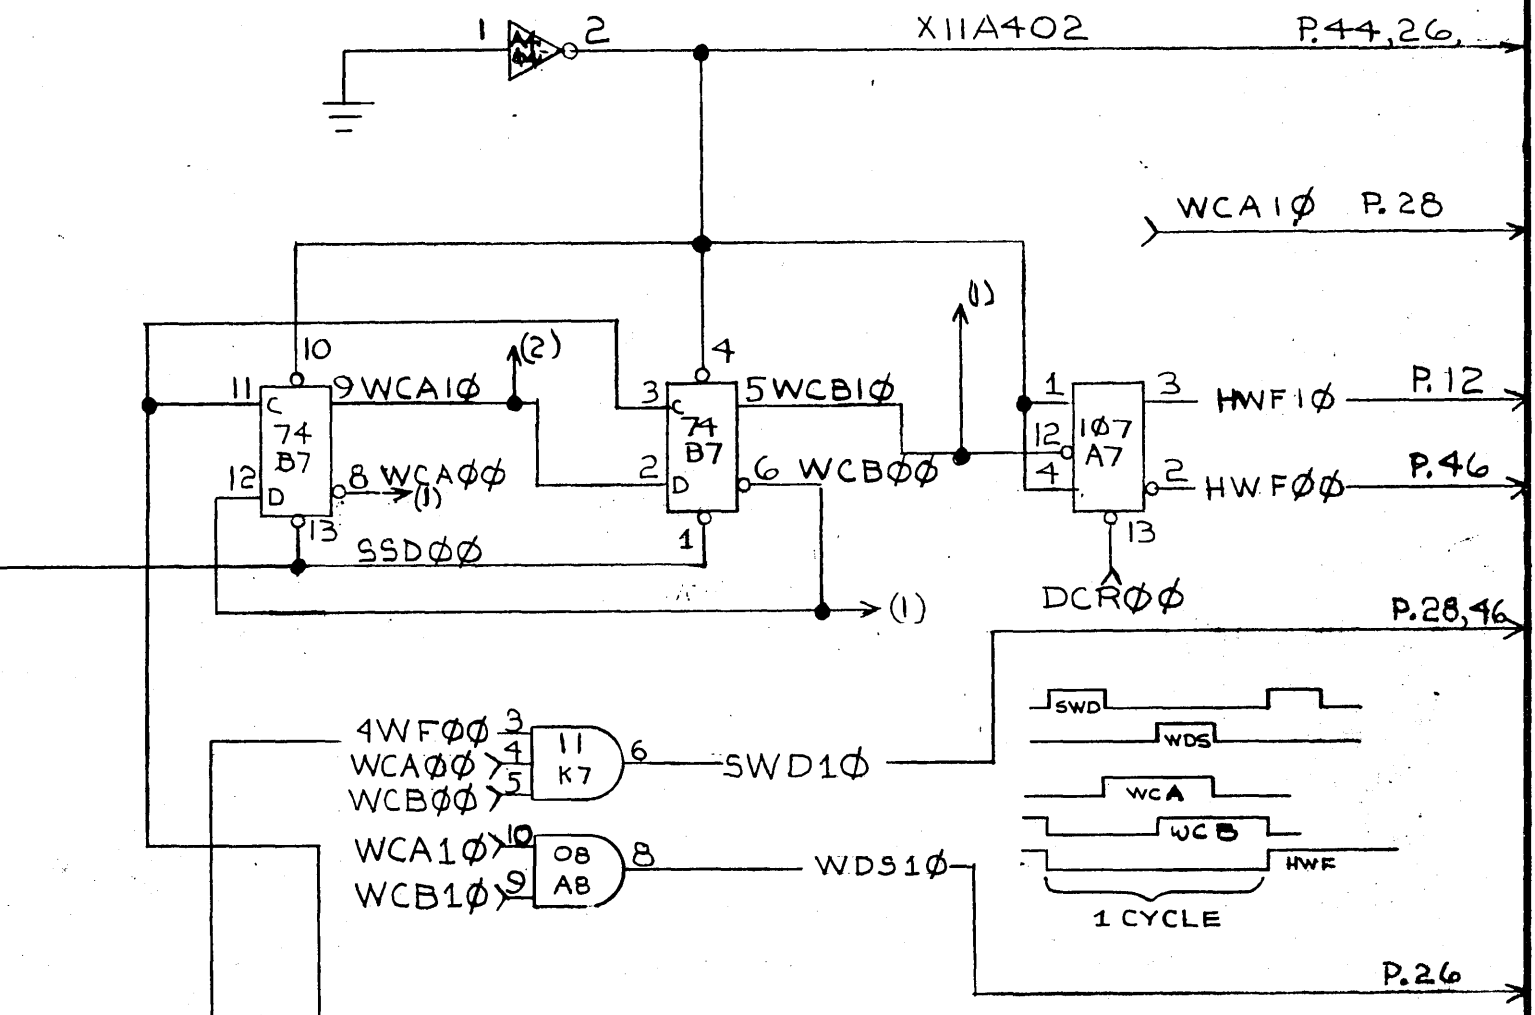 1 2 X11A402 P.44,26,
WCA1Ø P.28
(1)
10 (2) 4
11 9 WCA1Ø 3 5 WCB1Ø 1 3 HWF1Ø P.12
C C
74 74 1Ø7
B7 B7 A7
12 8 WCAØØ 2 6 WCBØØ 12 4 2 HWFØØ P.46
D (1) D
13 1 13
SSDØØ
DCRØØ
(1) P.28,46
SWD
4WFØØ 3 WDS
WCAØØ 4 11 6 SWD1Ø
WCBØØ 5 K7 WCA
WCA1Ø 10 08 8 WDS1Ø WCB
WCB1Ø 9 A8 HWF
1 CYCLE
P.26